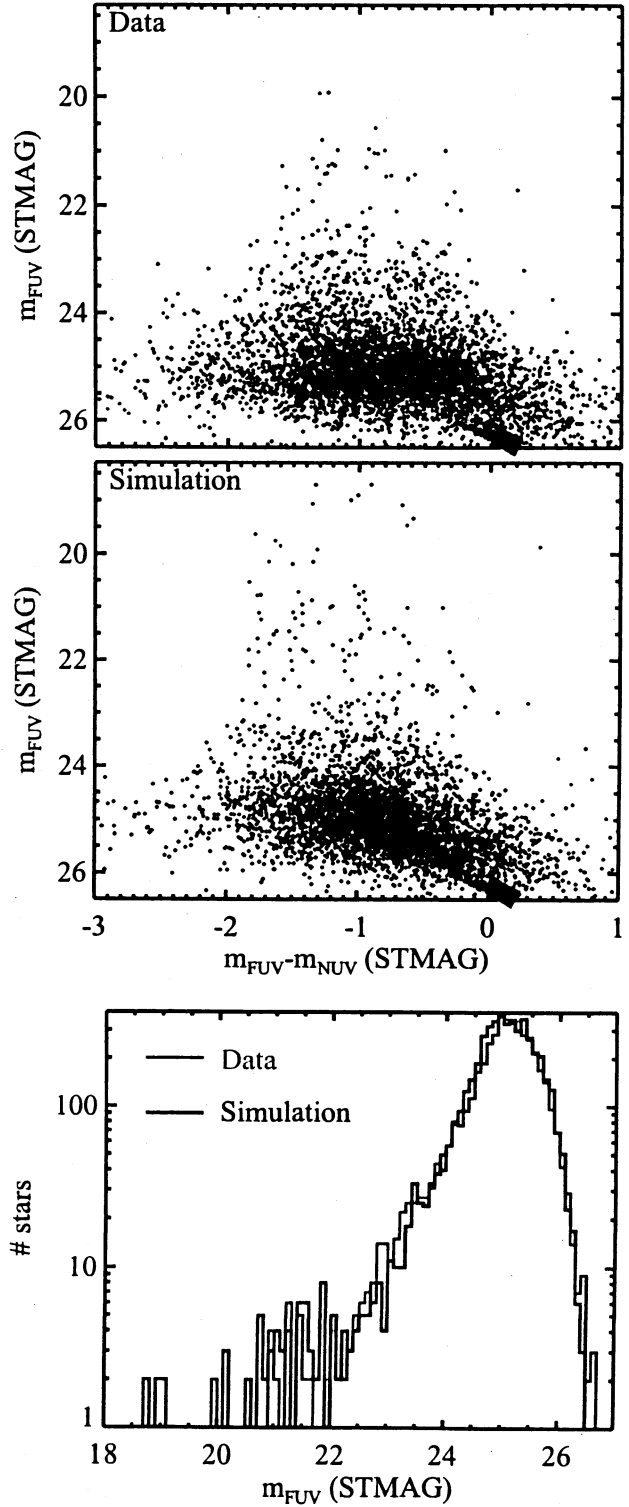 Data
20
22
24
26
m_FUV (STMAG)
Simulation
20
22
24
26
m_FUV (STMAG)
-3 -2 -1 0 1
m_FUV-m_NUV (STMAG)
Data
Simulation
100
10
1
# stars
18 20 22 24 26
m_FUV (STMAG)